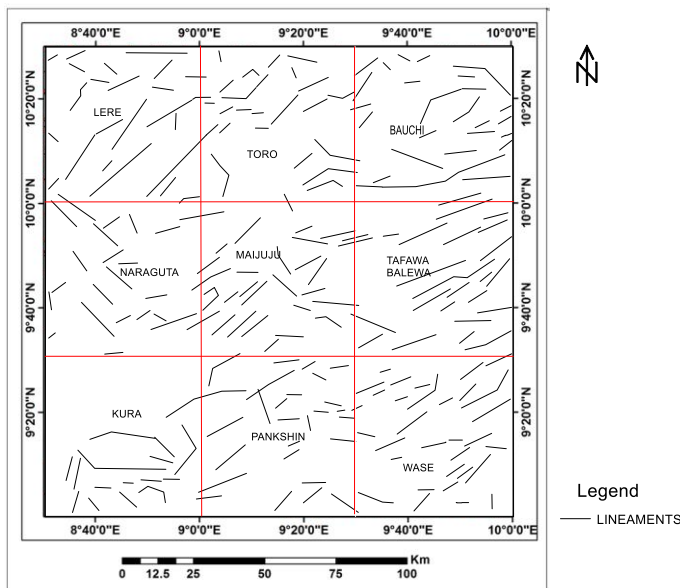 8°40'0"E 9°0'0"E 9°20'0"E 9°40'0"E 10°0'0"E
N
10°20'0"N 10°20'0"N
LERE
BAUCHI
TORO
10°0'0"N 10°0'0"N
MAIJUJU
TAFAWA
NARAGUTA BALEWA
9°40'0"N 9°40'0"N
KURA
9°20'0"N 9°20'0"N
PANKSHIN
WASE
Legend
LINEAMENTS
8°40'0"E 9°0'0"E 9°20'0"E 9°40'0"E 10°0'0"E
Km
0 12.5 25 50 75 100